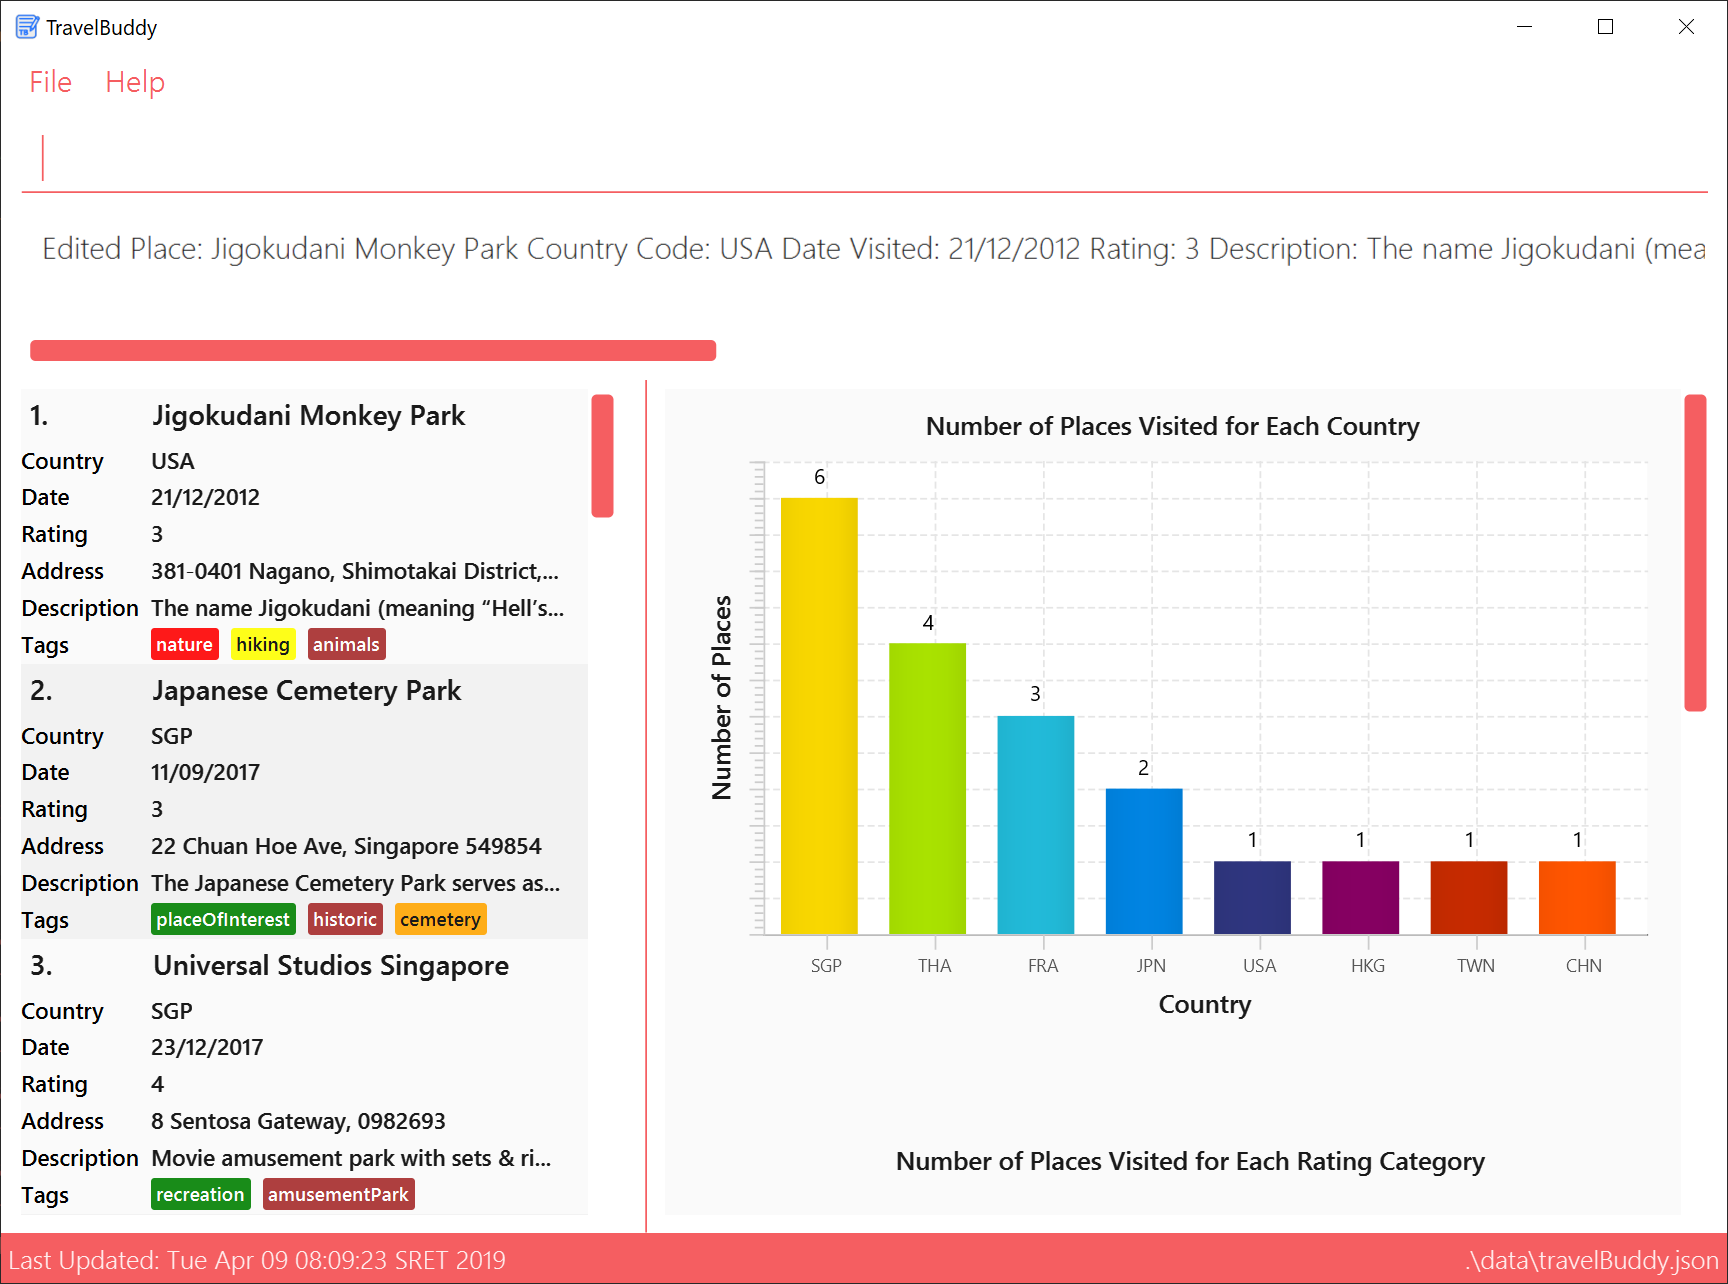 TravelBuddy
File Help
Edited Place: Jigokudani Monkey Park Country Code: USA Date Visited: 21/12/2012 Rating: 3 Description: The name Jigokudani (mea
1. Jigokudani Monkey Park
Country USA
Date 21/12/2012
Rating 3
Address 381-0401 Nagano, Shimotakai District,...
Description The name Jigokudani (meaning “Hell’s...
Tags nature hiking animals
2. Japanese Cemetery Park
Country SGP
Date 11/09/2017
Rating 3
Address 22 Chuan Hoe Ave, Singapore 549854
Description The Japanese Cemetery Park serves as...
Tags placeOfInterest historic cemetery
3. Universal Studios Singapore
Country SGP
Date 23/12/2017
Rating 4
Address 8 Sentosa Gateway, 0982693
Description Movie amusement park with sets & ri...
Tags recreation amusementPark
Number of Places Visited for Each Country
Number of Places
6 4 3 2 1 1 1 1
SGP THA FRA JPN USA HKG TWN CHN
Country
Number of Places Visited for Each Rating Category
Last Updated: Tue Apr 09 08:09:23 SRET 2019
.\data\travelBuddy.json